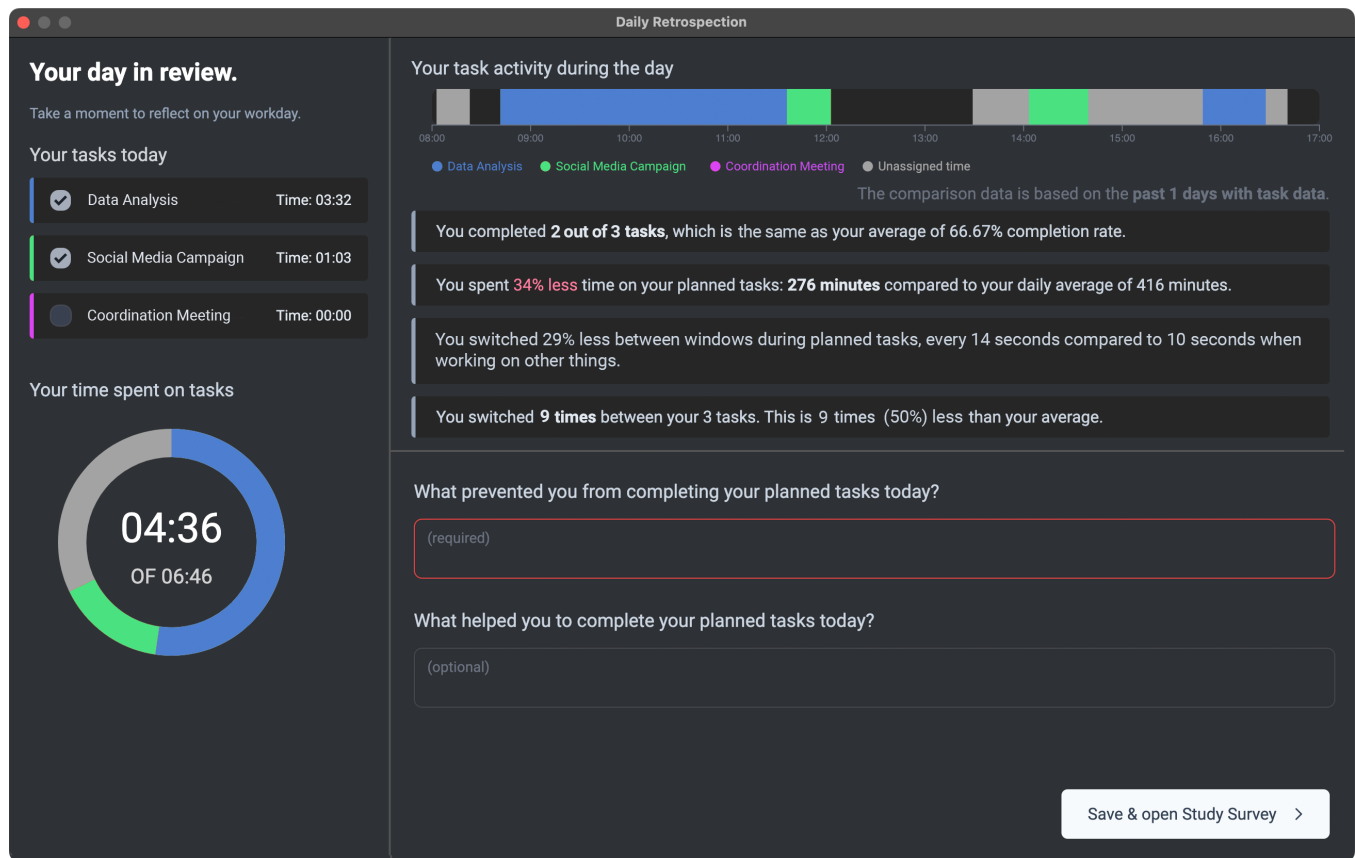 Daily Retrospection
Your day in review.
Take a moment to reflect on your workday.
Your tasks today
Data Analysis Time: 03:32
Social Media Campaign Time: 01:03
Coordination Meeting Time: 00:00
Your time spent on tasks
04:36
OF 06:46
Your task activity during the day
08:00 09:00 10:00 11:00 12:00 13:00 14:00 15:00 16:00 17:00
Data Analysis Social Media Campaign Coordination Meeting Unassigned time
The comparison data is based on the past 1 days with task data.
You completed 2 out of 3 tasks, which is the same as your average of 66.67% completion rate.
You spent 34% less time on your planned tasks: 276 minutes compared to your daily average of 416 minutes.
You switched 29% less between windows during planned tasks, every 14 seconds compared to 10 seconds when
working on other things.
You switched 9 times between your 3 tasks. This is 9 times (50%) less than your average.
What prevented you from completing your planned tasks today?
(required)
What helped you to complete your planned tasks today?
(optional)
Save & open Study Survey